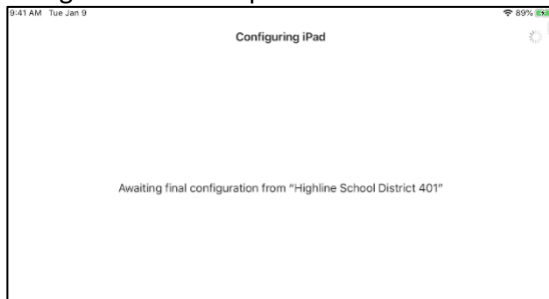 9:41 AM Tue Jan 9 89%
Configuring iPad
Awaiting final configuration from "Highline School District 401"